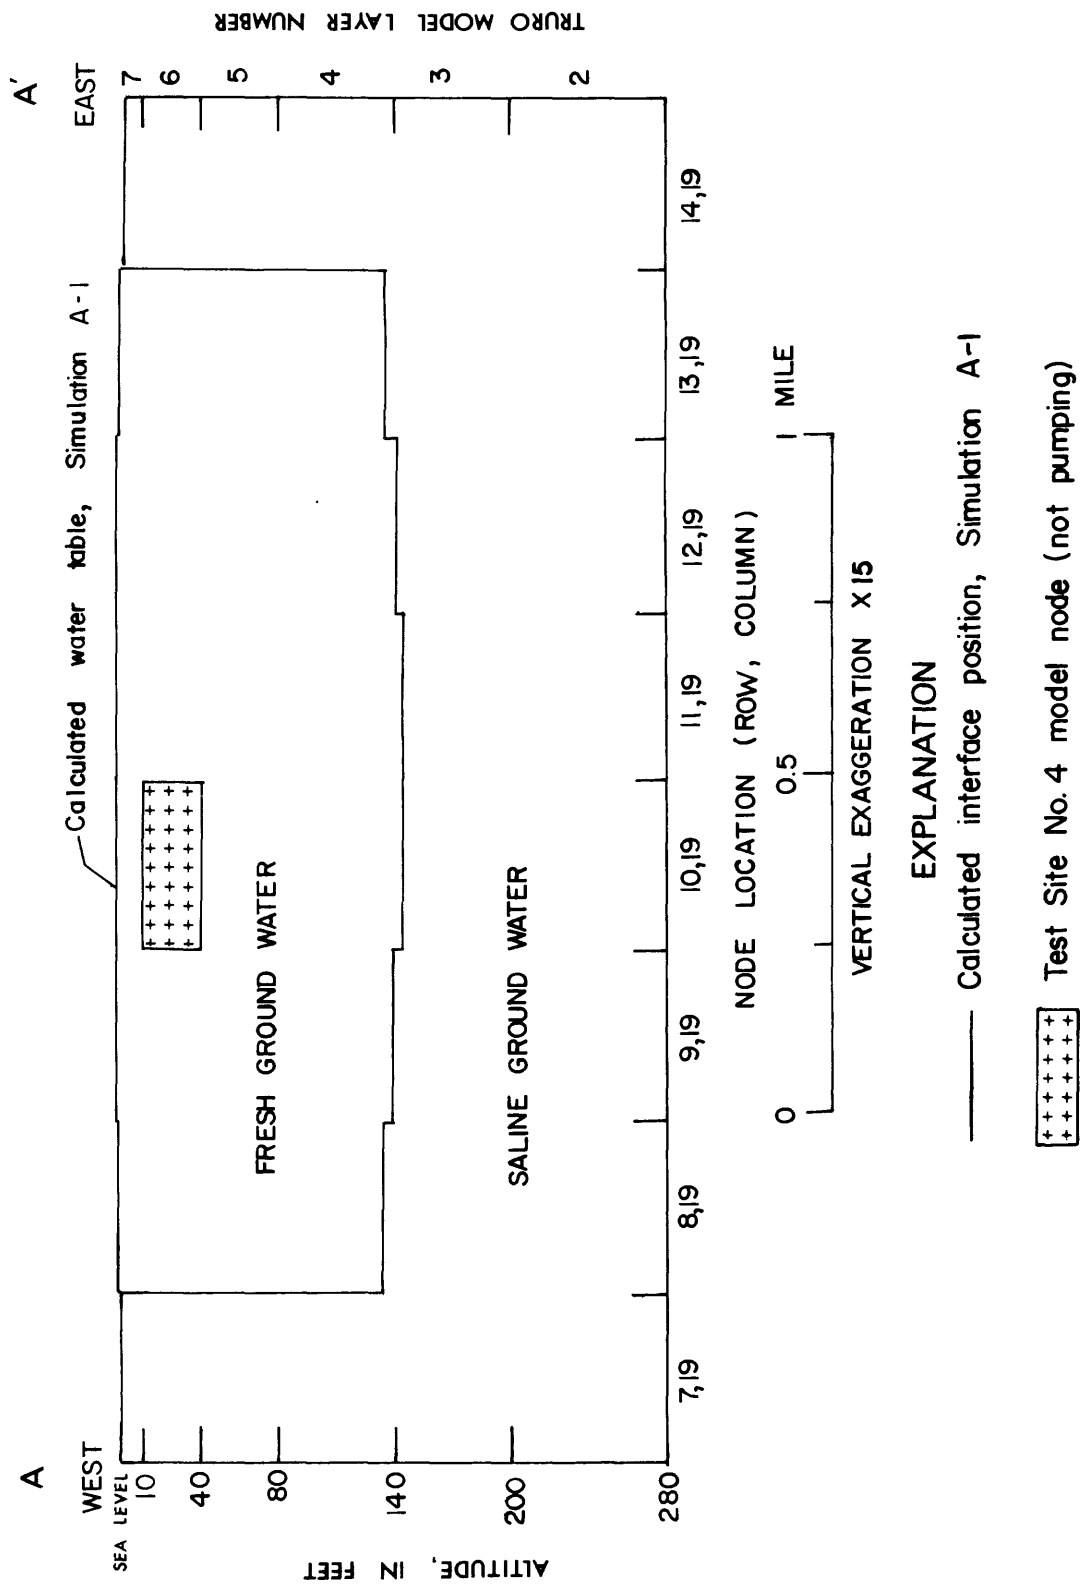 A
A'
WEST
EAST
Calculated water table, Simulation A-1
SEA LEVEL
10
40
80
140
200
280
ALTITUDE, IN FEET
7
6
5
4
3
2
TRURO MODEL LAYER NUMBER
FRESH GROUND WATER
SALINE GROUND WATER
7,19
8,19
9,19
10,19
11,19
12,19
13,19
14,19
NODE LOCATION (ROW, COLUMN)
0
0.5
1 MILE
VERTICAL EXAGGERATION X15
EXPLANATION
Calculated interface position, Simulation A-1
Test Site No. 4 model node (not pumping)